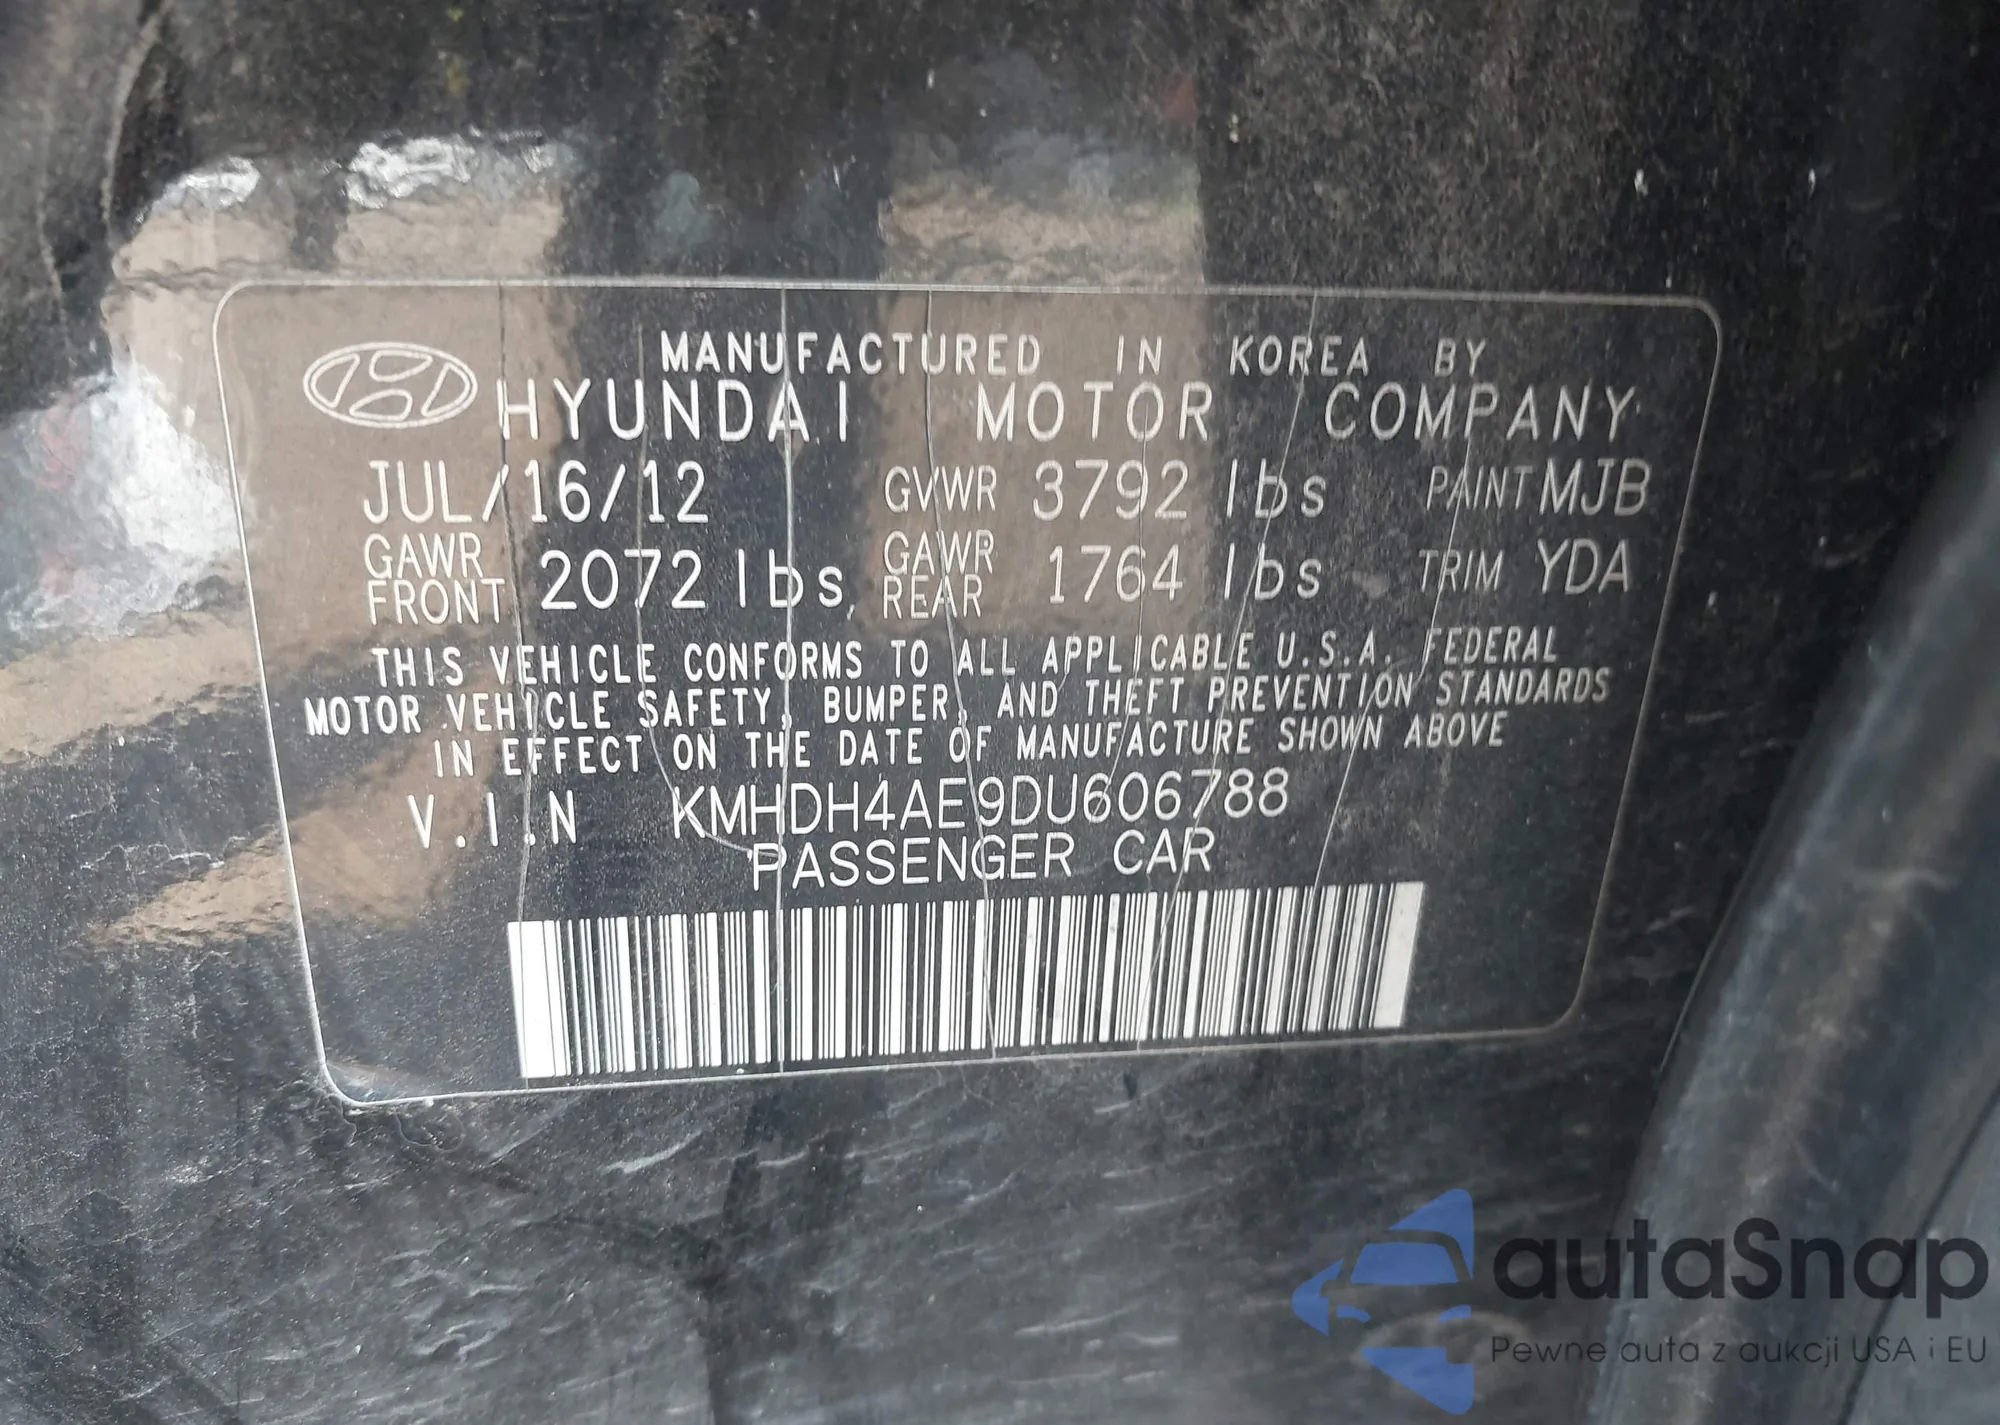 MANUFACTURED IN KOREA BY
HYUNDAI MOTOR COMPANY
JUL/16/12 GVWR 3792 lbs PAINT MJB
GAWR FRONT 2072 lbs, GAWR REAR 1764 lbs TRIM YDA
THIS VEHICLE CONFORMS TO ALL APPLICABLE U.S.A. FEDERAL
MOTOR VEHICLE SAFETY, BUMPER, AND THEFT PREVENTION STANDARDS
IN EFFECT ON THE DATE OF MANUFACTURE SHOWN ABOVE
V.I.N KMHDH4AE9DU606788
PASSENGER CAR
autaSnap
Pewne auta z aukcji USA i EU